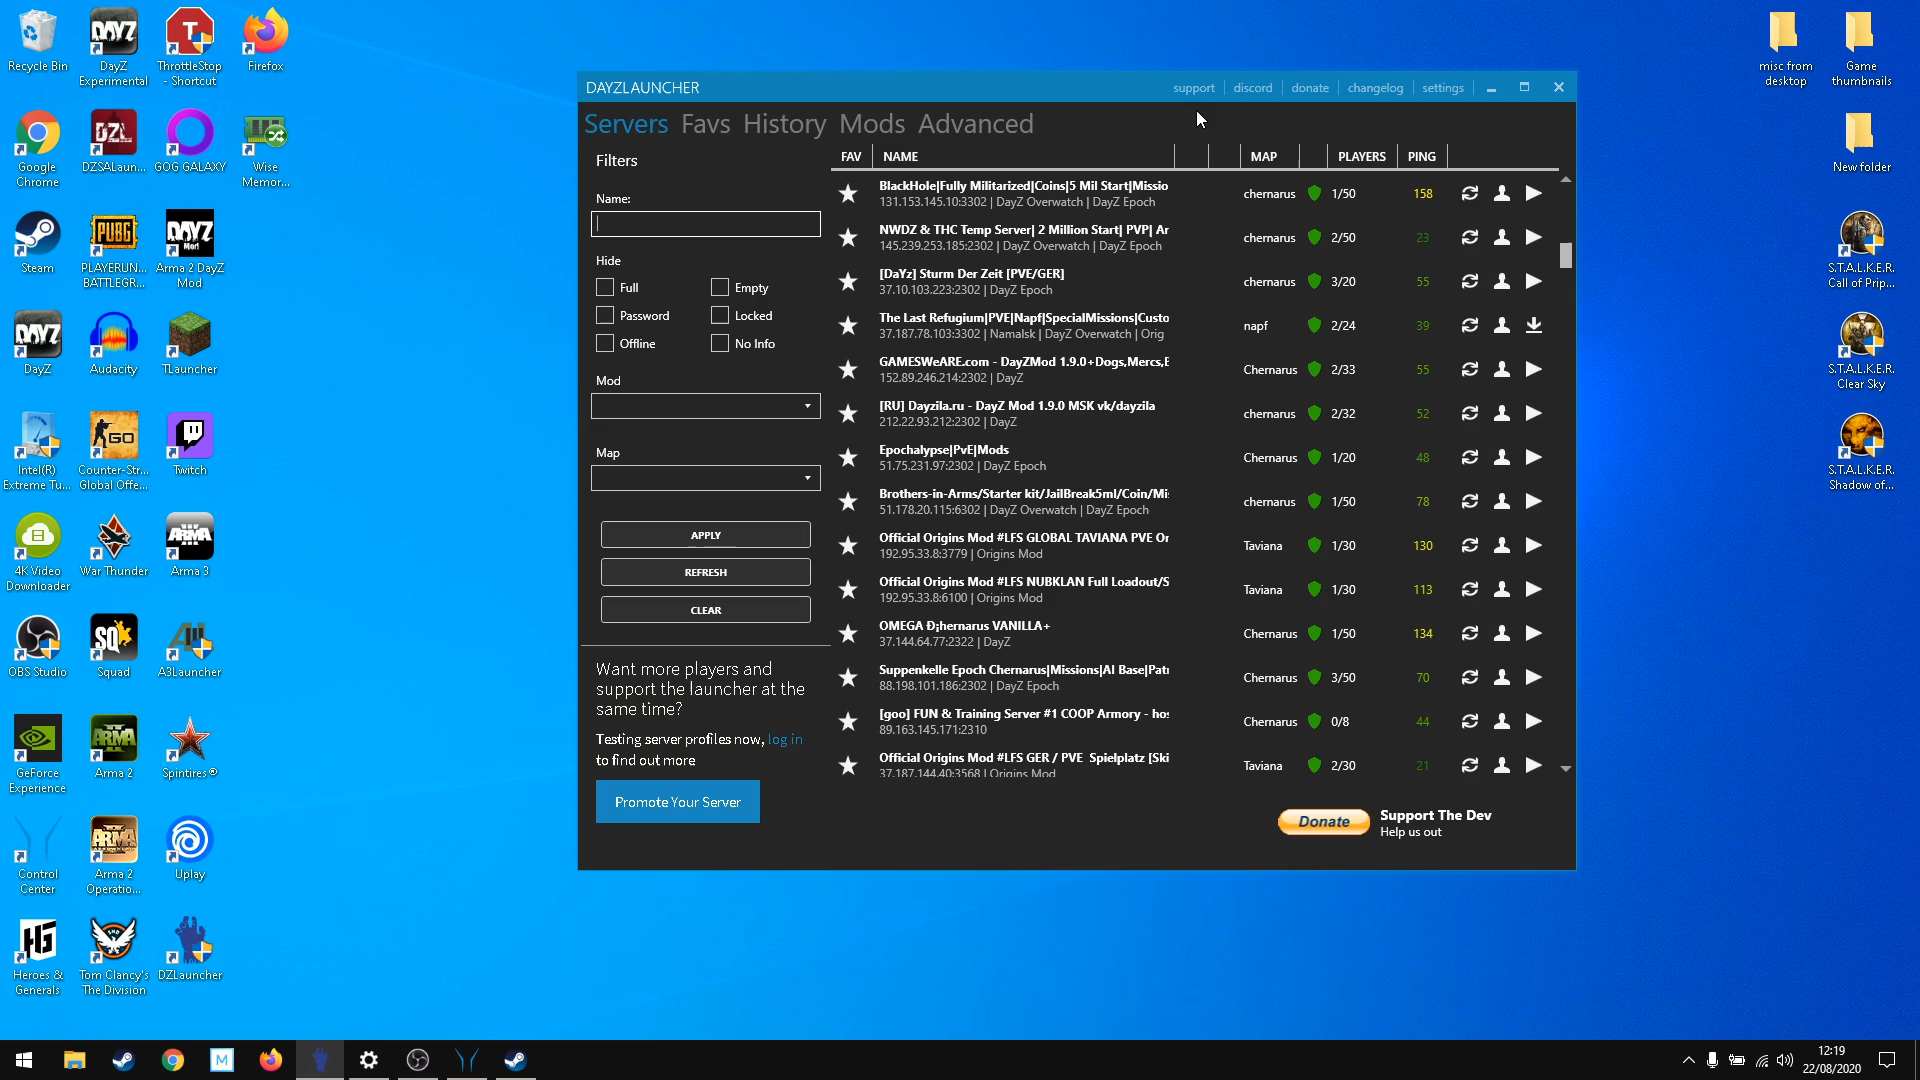 Recycle Bin
DayZ
Experimental
ThrottleStop
- Shortcut
Firefox
Google
Chrome
DZSALaun...
GOG GALAXY
Wise
Memor...
Steam
PLAYERUN...
BATTLEGR...
Arma 2 DayZ
Mod
DayZ
Audacity
TLauncher
Intel(R)
Extreme Tu...
Counter-Str...
Global Offe...
Twitch
4K Video
Downloader
War Thunder
Arma 3
OBS Studio
Squad
A3Launcher
GeForce
Experience
Arma 2
Spintires®
Control
Center
Arma 2
Operatio...
Uplay
Heroes &
Generals
Tom Clancy's
The Division
DZLauncher
DAYZLAUNCHER
support discord donate changelog settings
Servers Favs History Mods Advanced
Filters
Name:
Hide
Full Empty
Password Locked
Offline No Info
Mod
Map
APPLY
REFRESH
CLEAR
Want more players and
support the launcher at the
same time?
Testing server profiles now, log in
to find out more
Promote Your Server
FAV NAME MAP PLAYERS PING
BlackHole|Fully Militarized|Coins|5 Mil Start|Missio
131.153.145.10:3302 | DayZ Overwatch | DayZ Epoch
chernarus 1/50 158
NWDZ & THC Temp Server| 2 Million Start| PVP| Ar
145.239.253.185:2302 | DayZ Overwatch | DayZ Epoch
chernarus 2/50 23
[DaYz] Sturm Der Zeit [PVE/GER]
37.10.103.223:2302 | DayZ Epoch
chernarus 3/20 55
The Last Refugium|PVE|Napf|SpecialMissions|Custo
37.187.78.103:3302 | Namalsk | DayZ Overwatch | Orig
napf 2/24 39
GAMESWeARE.com - DayZMod 1.9.0+Dogs,Mercs,E
152.89.246.214:2302 | DayZ
Chernarus 2/33 55
[RU] Dayzila.ru - DayZ Mod 1.9.0 MSK vk/dayzila
212.22.93.212:2302 | DayZ
chernarus 2/32 52
Epochalypse|PvE|Mods
51.75.231.97:2302 | DayZ Epoch
Chernarus 1/20 48
Brothers-in-Arms/Starter kit/JailBreak5ml/Coin/Mi
51.178.20.115:6302 | DayZ Overwatch | DayZ Epoch
chernarus 1/50 78
Official Origins Mod #LFS GLOBAL TAVIANA PVE Or
192.95.33.8:3779 | Origins Mod
Taviana 1/30 130
Official Origins Mod #LFS NUBKLAN Full Loadout/S
192.95.33.8:6100 | Origins Mod
Taviana 1/30 113
OMEGA Ð¡hernarus VANILLA+
37.144.64.77:2322 | DayZ
Chernarus 1/50 134
Suppenkelle Epoch Chernarus|Missions|AI Base|Patr
88.198.101.186:2302 | DayZ Epoch
Chernarus 3/50 70
[goo] FUN & Training Server #1 COOP Armory - hos
89.163.145.171:2310
Chernarus 0/8 44
Official Origins Mod #LFS GER / PVE Spielplatz [Ski
37.187.144.40:3568 | Origins Mod
Taviana 2/30 21
Donate
Support The Dev
Help us out
misc from
desktop
Game
thumbnails
New folder
S.T.A.L.K.E.R.
Call of Prip...
S.T.A.L.K.E.R.
Clear Sky
S.T.A.L.K.E.R.
Shadow of...
12:19
22/08/2020